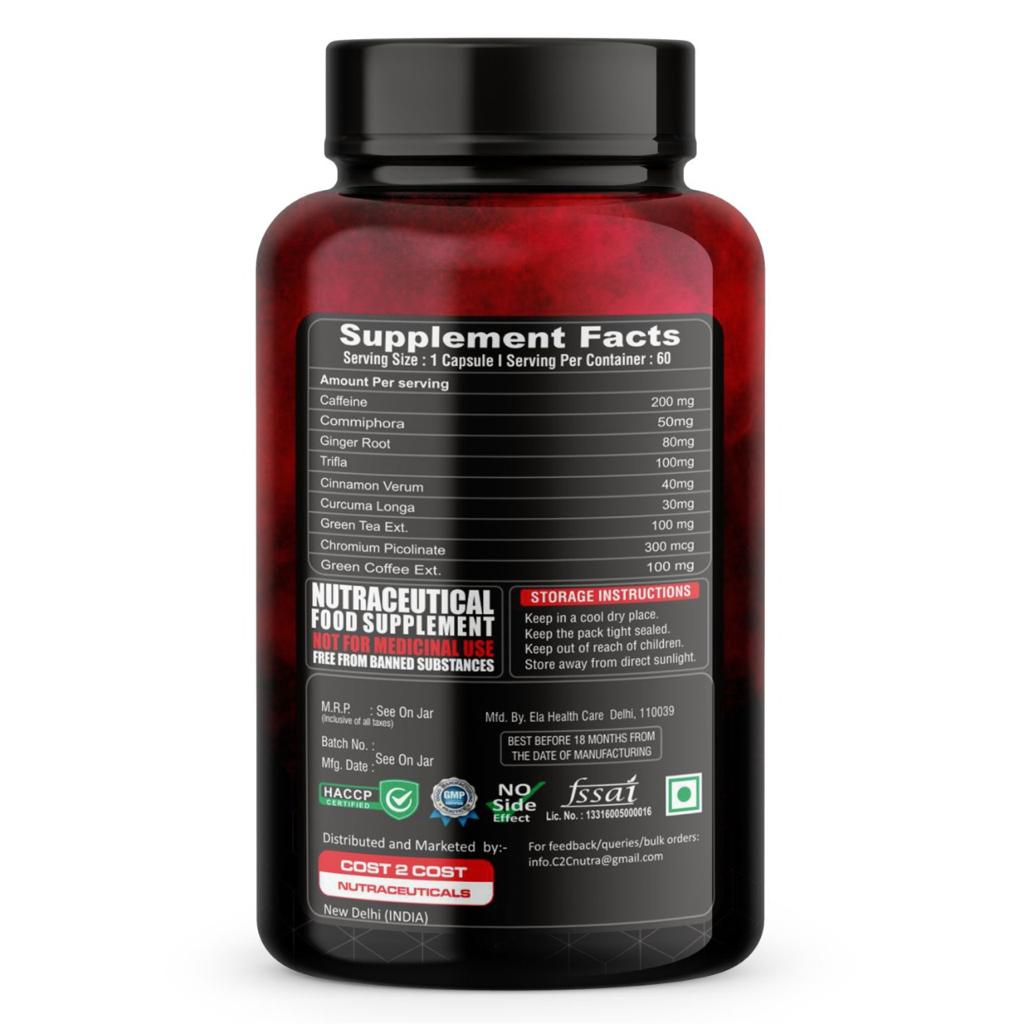 Supplement Facts
Serving Size : 1 Capsule I Serving Per Container : 60
Amount Per serving
Caffeine 200 mg
Commiphora 50mg
Ginger Root 80mg
Trifla 100mg
Cinnamon Verum 40mg
Curcuma Longa 30mg
Green Tea Ext. 100 mg
Chromium Picolinate 300 mcg
Green Coffee Ext. 100 mg
NUTRACEUTICAL
FOOD SUPPLEMENT
NOT FOR MEDICINAL USE
FREE FROM BANNED SUBSTANCES
STORAGE INSTRUCTIONS
Keep in a cool dry place.
Keep the pack tight sealed.
Keep out of reach of children.
Store away from direct sunlight.
M.R.P. : See On Jar
(Inclusive of all taxes)
Batch No. :
Mfg. Date : See On Jar
Mfd. By. Ela Health Care Delhi, 110039
BEST BEFORE 18 MONTHS FROM
THE DATE OF MANUFACTURING
HACCP
CERTIFIED
GMP
NO
Side
Effect
fssai
Lic. No. : 13316005000016
Distributed and Marketed by:-
COST 2 COST
NUTRACEUTICALS
New Delhi (INDIA)
For feedback/queries/bulk orders:
info.C2Cnutra@gmail.com